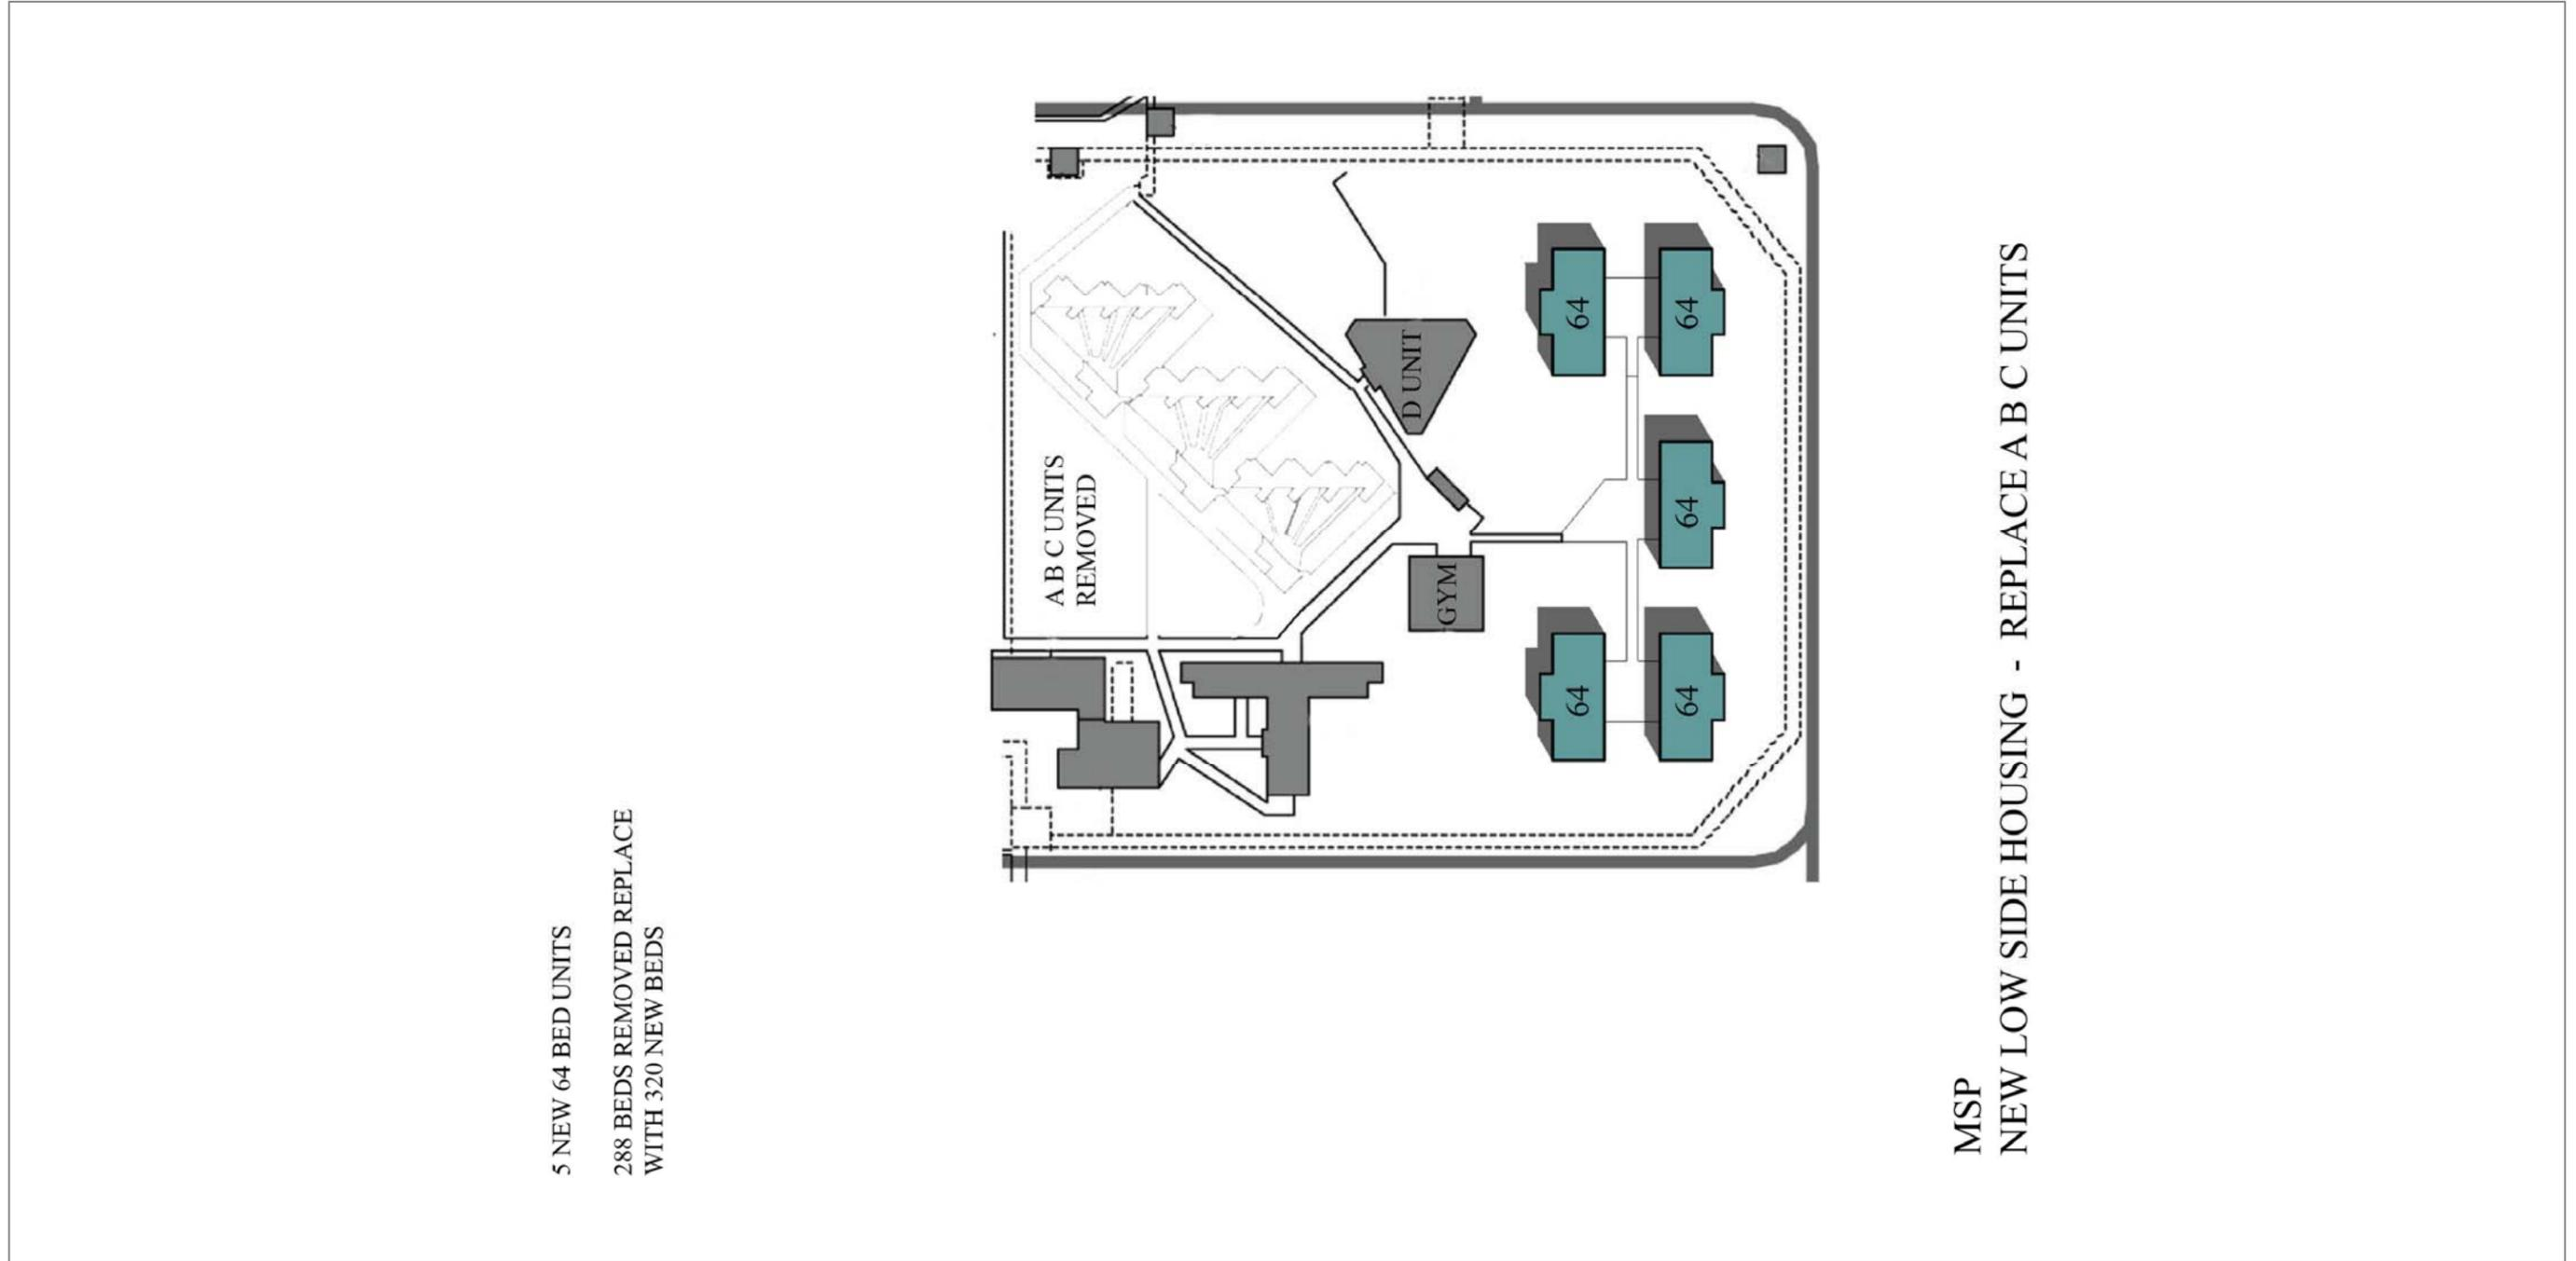 5 NEW 64 BED UNITS
288 BEDS REMOVED REPLACE
WITH 320 NEW BEDS
A B C UNITS
REMOVED
D UNIT
GYM
64
64
64
64
64
MSP
NEW LOW SIDE HOUSING - REPLACE A B C UNITS